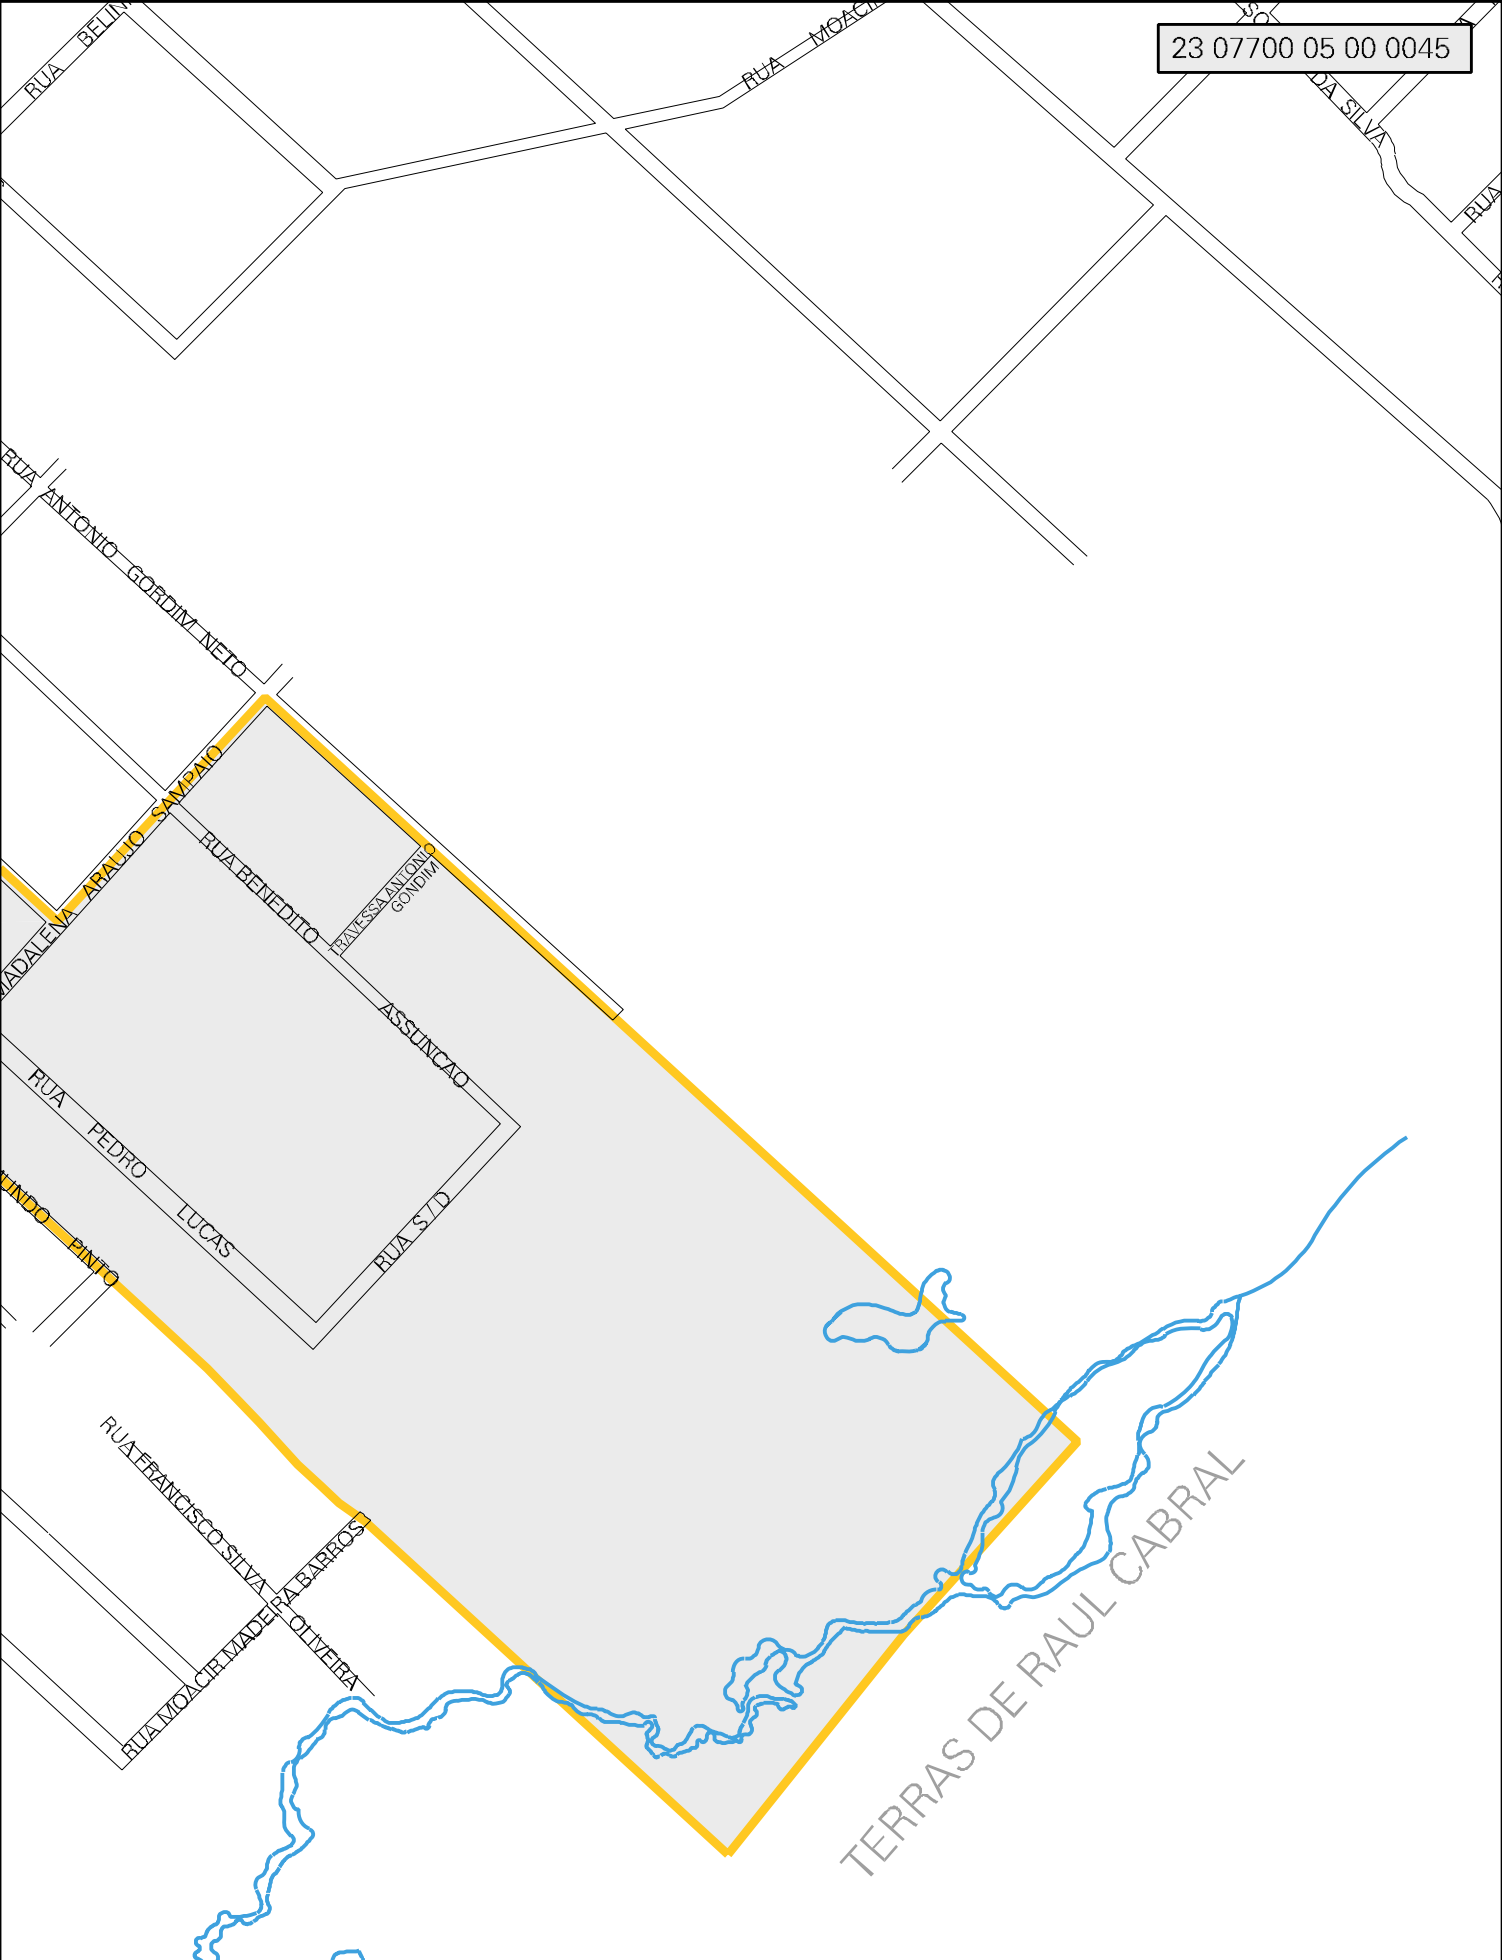 23 07700 05 00 0045
RUA
RUA MOACI
DA SILVA
RUA
RUA ANTONIO GORDIM NETO
MADALENA ARAUJO SAMPAIO
RUA BENEDITO ASSUNCAO
TRAVESSA ANTONIO
GONDIM
RUA PEDRO LUCAS
RUA S/D
UNDO PINTO
RUA FRANCISCO SILVA OLIVEIRA
RUA MOACIR MADEIRA BARROS
TERRAS DE RAUL CABRAL